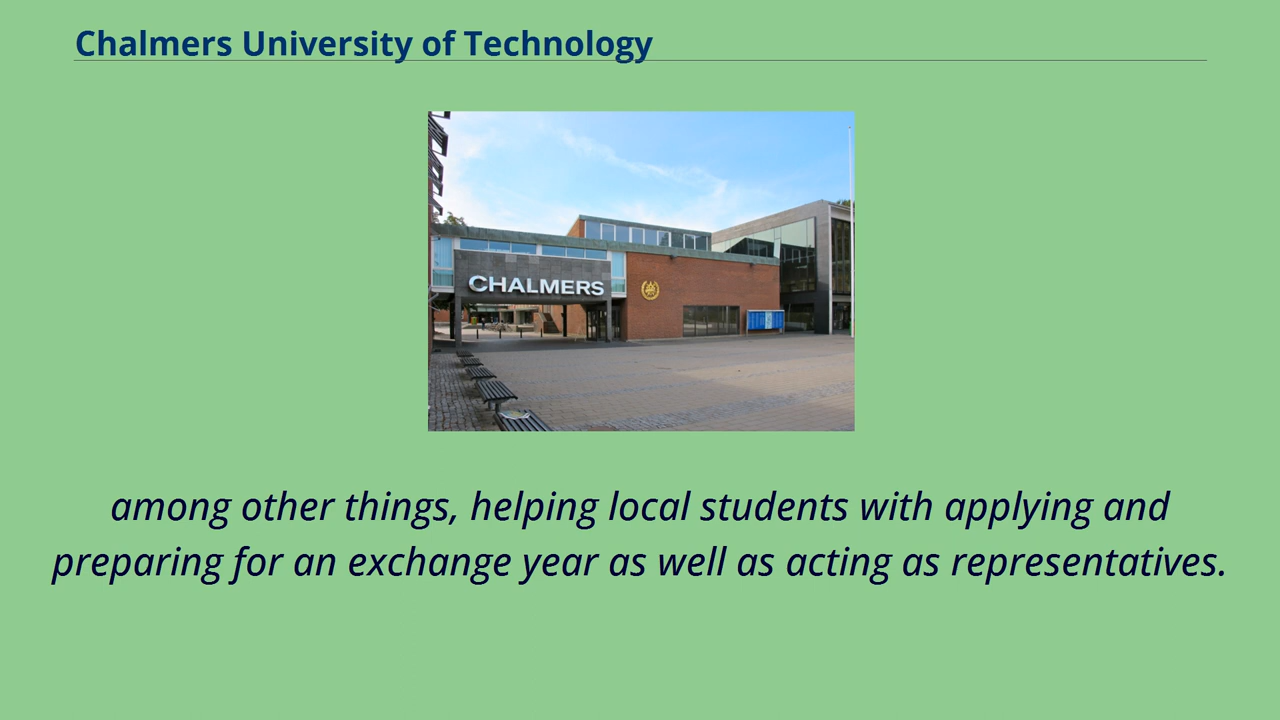 Chalmers University of Technology
CHALMERS
among other things, helping local students with applying and
preparing for an exchange year as well as acting as representatives.